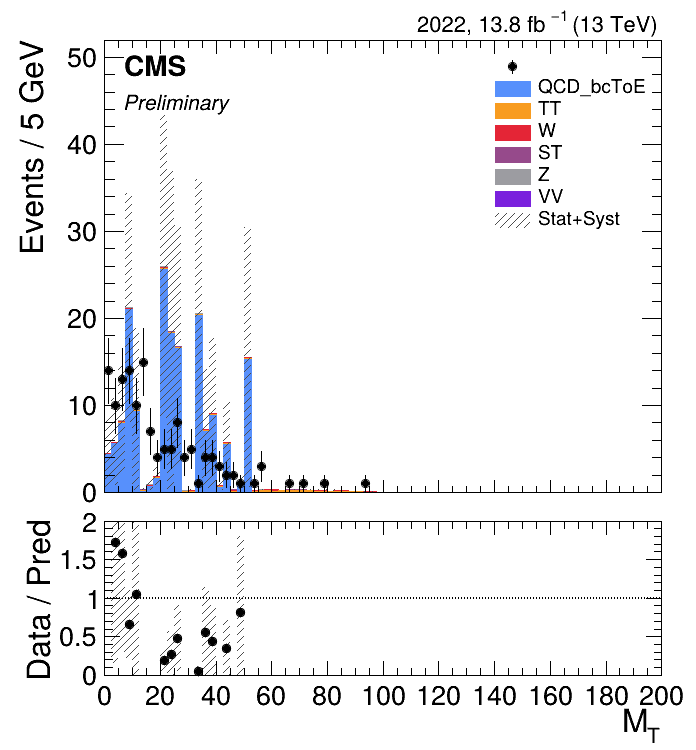 2022, 13.8 fb⁻¹ (13 TeV)
CMS
Preliminary
Events / 5 GeV
50
40
30
20
10
0
QCD_bcToE
TT
W
ST
Z
VV
Stat+Syst
Data / Pred
2
1.5
1
0.5
0
0 20 40 60 80 100 120 140 160 180 200
M_T